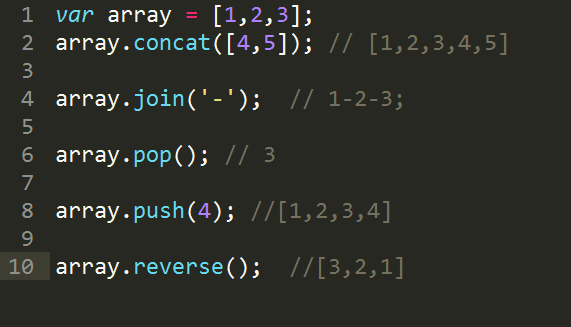 1 var array = [1,2,3];
2 array.concat([4,5]); // [1,2,3,4,5]
3
4 array.join('-');  // 1-2-3;
5
6 array.pop(); // 3
7
8 array.push(4); //[1,2,3,4]
9
10 array.reverse();  //[3,2,1]